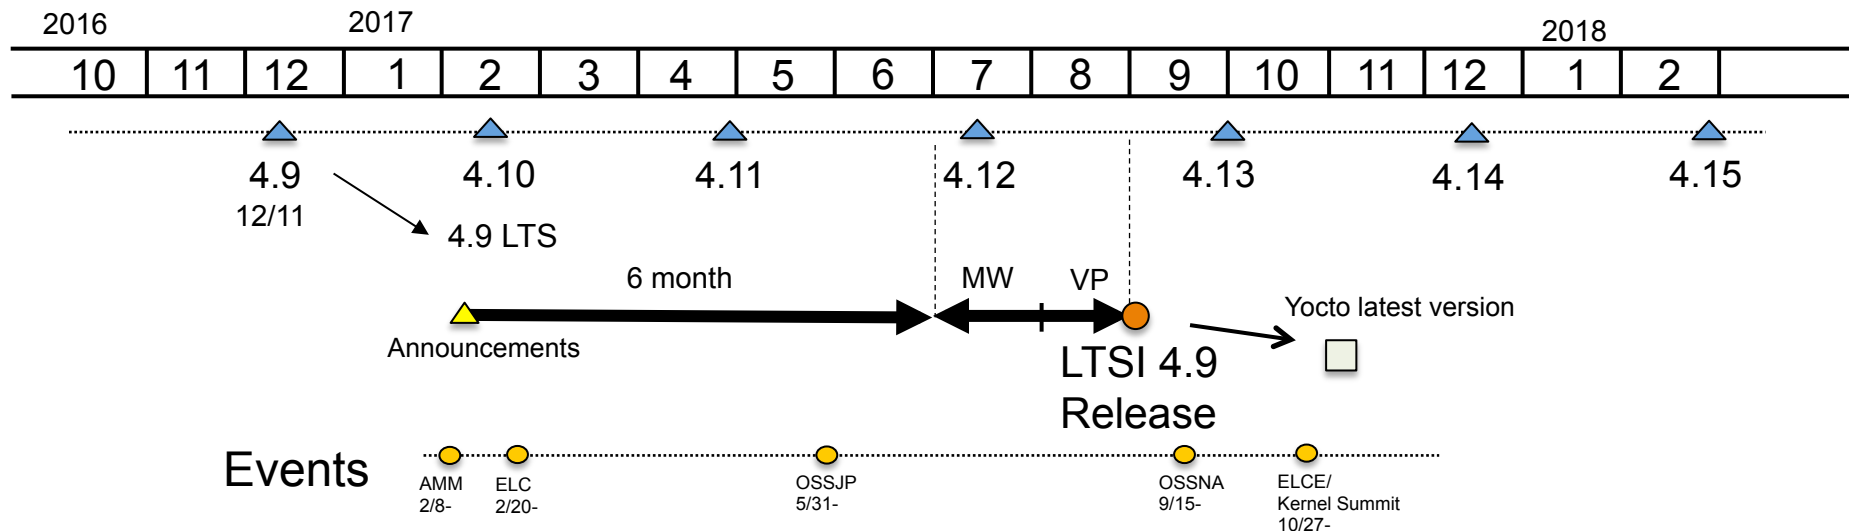 2016
2017
2018
10 11 12 1 2 3 4 5 6 7 8 9 10 11 12 1 2
4.9
4.10
4.11
4.12
4.13
4.14
4.15
12/11
4.9 LTS
6 month
MW
VP
Yocto latest version
Announcements
LTSI 4.9
Release
Events
AMM
2/8-
ELC
2/20-
OSSJP
5/31-
OSSNA
9/15-
ELCE/
Kernel Summit
10/27-